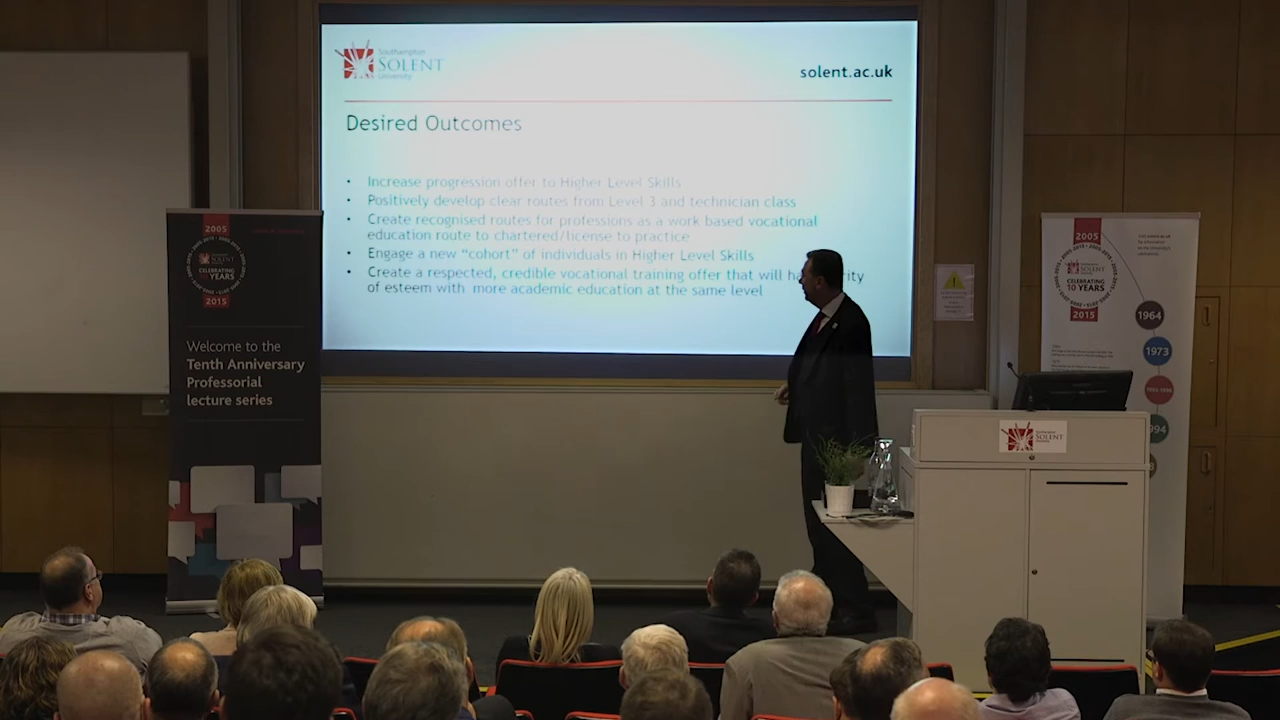 Southampton
SOLENT
University
solent.ac.uk
Desired Outcomes
• Increase progression offer to Higher Level Skills
• Positively develop clear routes from Level 3 and technician class
• Create recognised routes for professions as a work based vocational
education route to chartered/license to practice
• Engage a new “cohort” of individuals in Higher Level Skills
• Create a respected, credible vocational training offer that will
of esteem with more academic education at the same level
2005
SOLENT
CELEBRATING
10 YEARS
2015
Welcome to the
Tenth Anniversary
Professorial
lecture series
2005
SOLENT
CELEBRATING
10 YEARS
2015
1964
1973
SOLENT